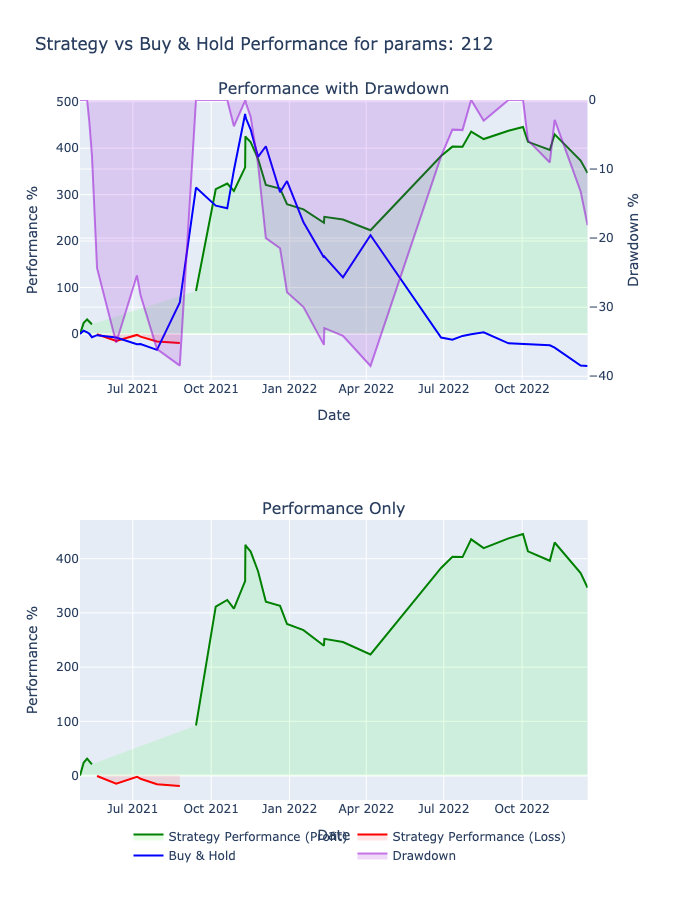 Strategy vs Buy & Hold Performance for params: 212
Performance with Drawdown
500
400
300
200
100
0
Performance %
0
−10
−20
−30
−40
Drawdown %
Jul 2021
Oct 2021
Jan 2022
Apr 2022
Jul 2022
Oct 2022
Date
Performance Only
400
300
200
100
0
Performance %
Jul 2021
Oct 2021
Jan 2022
Apr 2022
Jul 2022
Oct 2022
Date
Strategy Performance (Profit)
Strategy Performance (Loss)
Buy & Hold
Drawdown